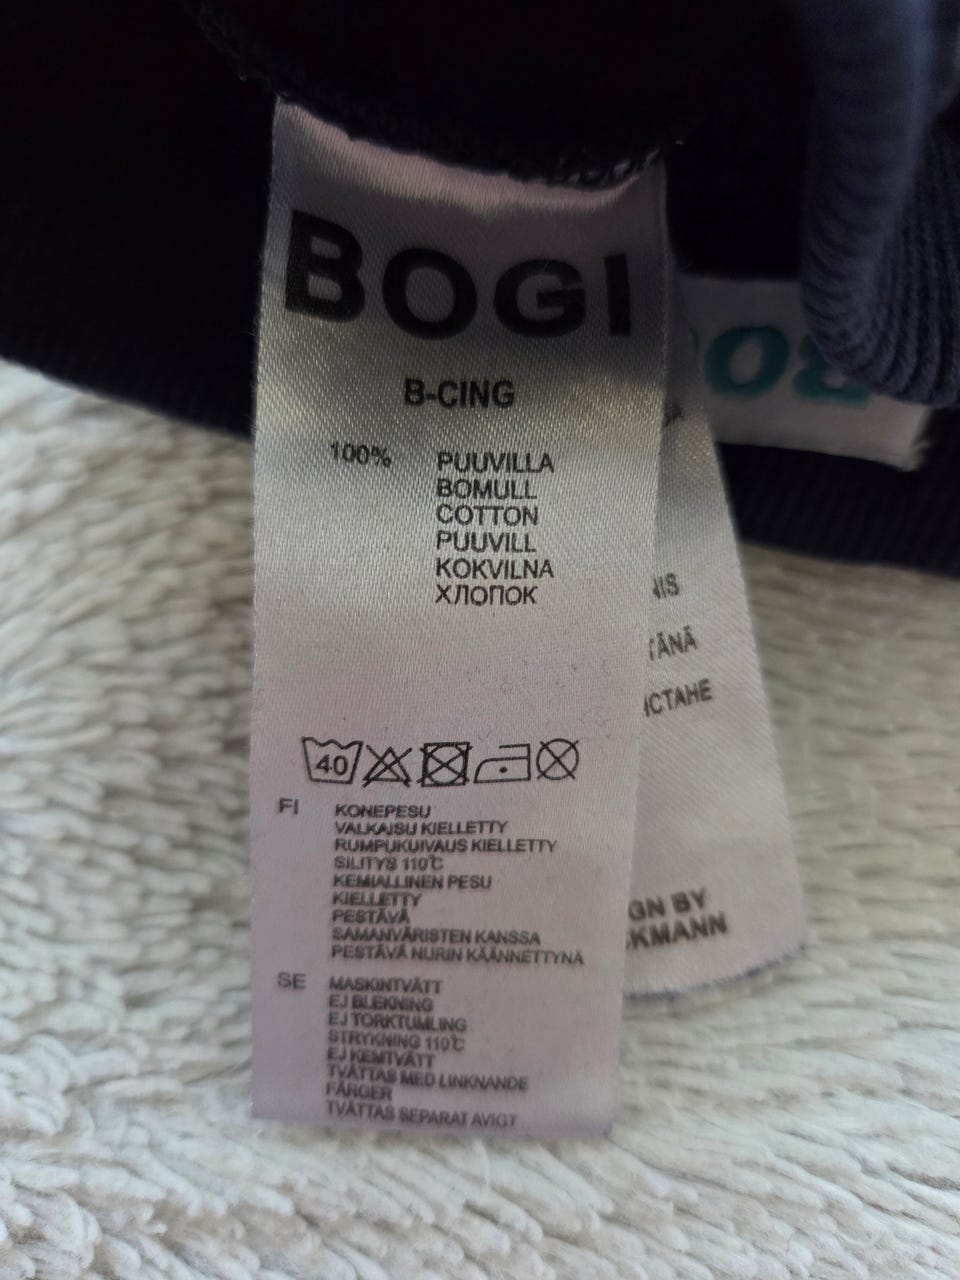 BOGI
B-CING
100% PUUVILLA
BOMULL
COTTON
PUUVILL
KOKVILNA
ХЛОПОК
40
FI KONEPESU
VALKAISU KIELLETTY
RUMPUKUIVAUS KIELLETTY
SILITYS 110°C
KEMIALLINEN PESU
KIELLETTY
PESTÄVÄ
SAMANVÄRISTEN KANSSA
PESTÄVÄ NURIN KÄÄNNETTYNÄ
SE MASKINTVÄTT
EJ BLEKNING
EJ TORKTUMLING
STRYKNING 110°C
EJ KEMTVÄTT
TVÄTTAS MED LINKNANDE
FÄRGER
TVÄTTAS SEPARAT AVIGT
BY